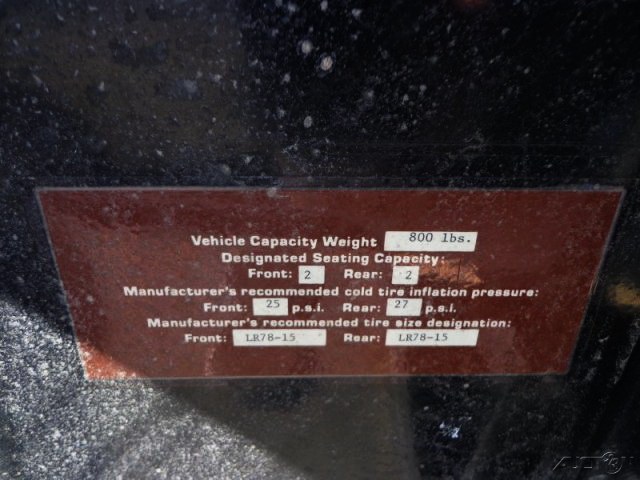 Vehicle Capacity Weight 800 lbs.
Designated Seating Capacity:
Front: 2 Rear: 2
Manufacturer's recommended cold tire inflation pressure:
Front: 25 p.s.i. Rear: 27 p.s.i.
Manufacturer's recommended tire size designation:
Front: LR78-15 Rear: LR78-15